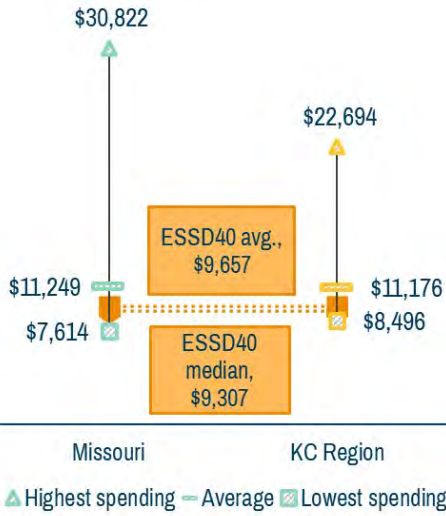 $30,822
$22,694
ESSD40 avg.,
$9,657
$11,249
$11,176
$7,614
$8,496
ESSD40
median,
$9,307
Missouri
KC Region
Highest spending
Average
Lowest spending